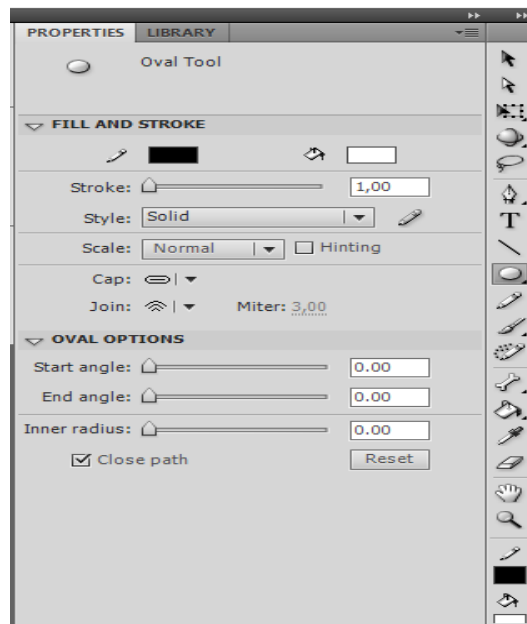 PROPERTIES LIBRARY
Oval Tool
FILL AND STROKE
Stroke: 1,00
Style: Solid
Scale: Normal Hinting
Cap:
Join: Miter: 3,00
OVAL OPTIONS
Start angle: 0.00
End angle: 0.00
Inner radius: 0.00
Close path Reset
T